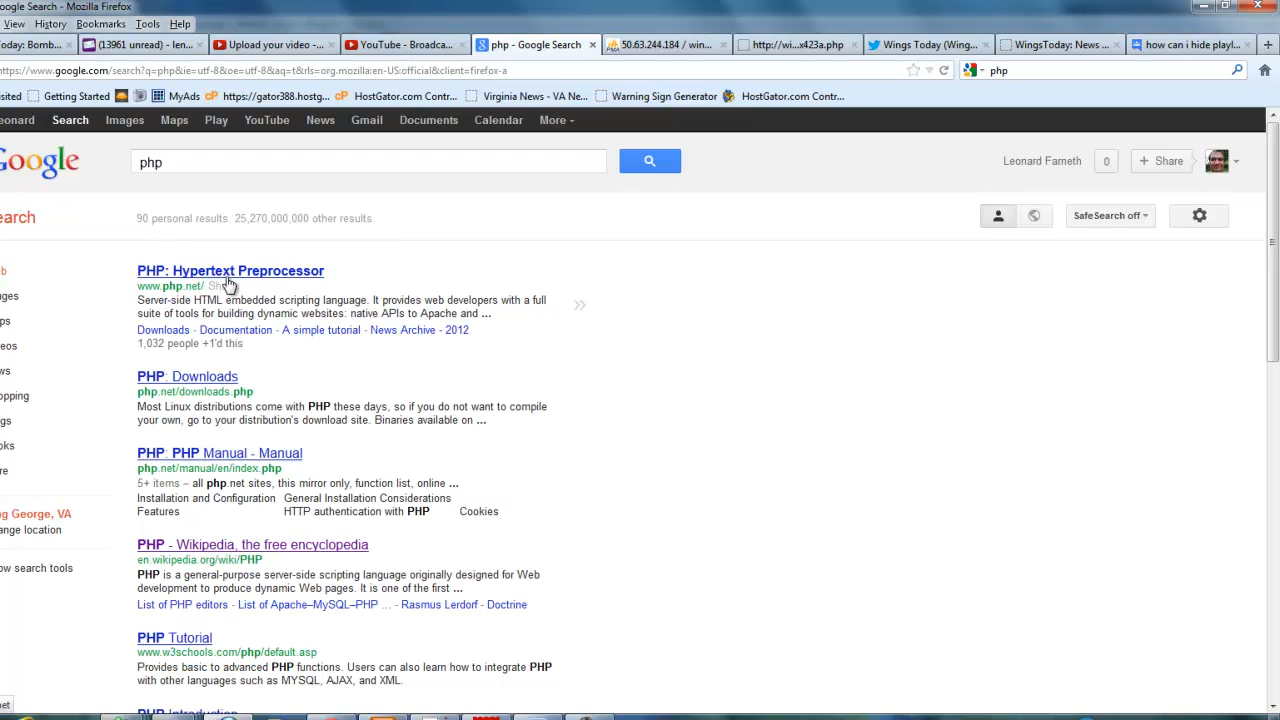 Google Search - Mozilla Firefox
View History Bookmarks Tools Help
Today: Bomb... (13961 unread) - len... Upload your video - ... YouTube - Broadca... php - Google Search 50.63.244.184 / win... http://wi...x423a.php Wings Today (Wing... WingsToday: News ... how can i hide playl...
https://www.google.com/search?q=php&ie=utf-8&oe=utf-8&aq=t&rls=org.mozilla:en-US:official&client=firefox-a php
isited Getting Started MyAds https://gator388.hostg... HostGator.com Contr... Virginia News - VA Ne... Warning Sign Generator HostGator.com Contr...
eonard Search Images Maps Play YouTube News Gmail Documents Calendar More
Google php Leonard Farneth 0 + Share
earch 90 personal results. 25,270,000,000 other results. SafeSearch off
PHP: Hypertext Preprocessor
www.php.net/
Server-side HTML embedded scripting language. It provides web developers with a full
suite of tools for building dynamic websites: native APIs to Apache and ...
Downloads - Documentation - A simple tutorial - News Archive - 2012
1,032 people +1'd this
PHP: Downloads
php.net/downloads.php
Most Linux distributions come with PHP these days, so if you do not want to compile
your own, go to your distribution's download site. Binaries available on ...
PHP: PHP Manual - Manual
php.net/manual/en/index.php
5+ items – all php.net sites, this mirror only, function list, online ...
Installation and Configuration General Installation Considerations
Features HTTP authentication with PHP Cookies
PHP - Wikipedia, the free encyclopedia
en.wikipedia.org/wiki/PHP
PHP is a general-purpose server-side scripting language originally designed for Web
development to produce dynamic Web pages. It is one of the first ...
List of PHP editors - List of Apache–MySQL–PHP ... - Rasmus Lerdorf - Doctrine
PHP Tutorial
www.w3schools.com/php/default.asp
Provides basic to advanced PHP functions. Users can also learn how to integrate PHP
with other languages such as MYSQL, AJAX, and XML.
PHP Introduction
b
ges
ps
eos
ws
opping
gs
oks
re
ng George, VA
ange location
ow search tools
net